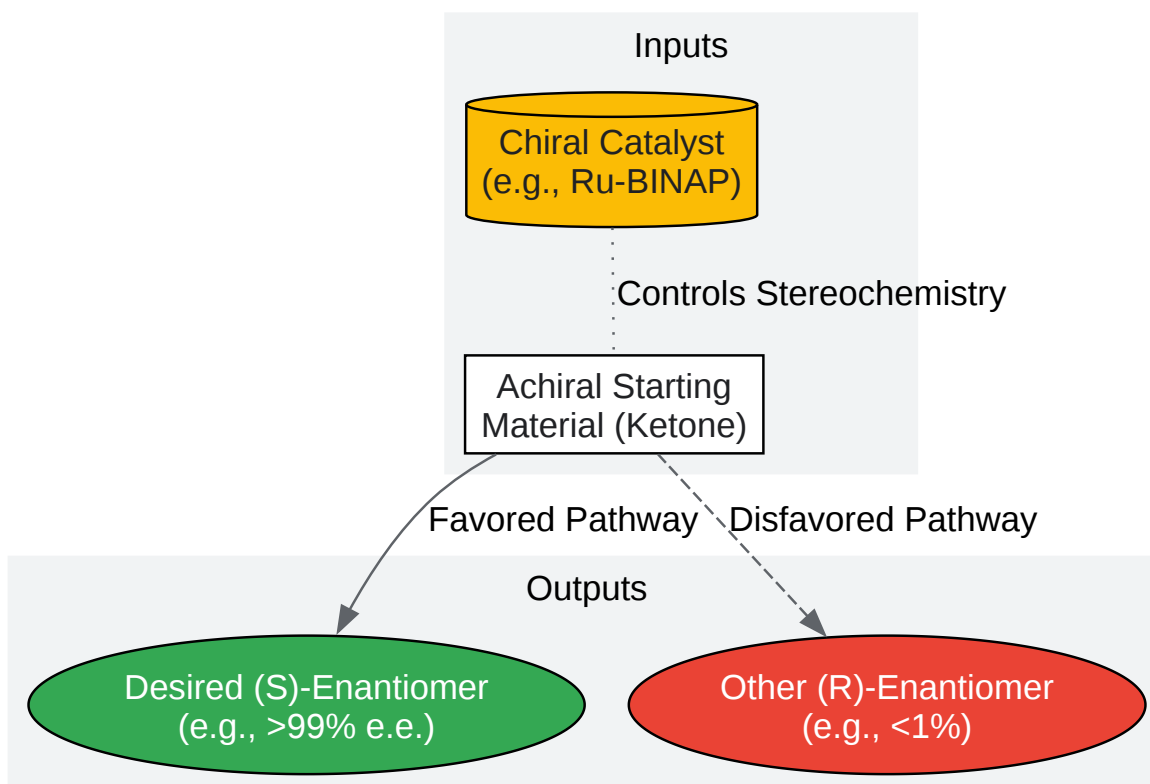 Inputs
Chiral Catalyst
(e.g., Ru-BINAP)
Controls Stereochemistry
Achiral Starting
Material (Ketone)
Favored Pathway
Disfavored Pathway
Outputs
Desired (S)-Enantiomer
(e.g., >99% e.e.)
Other (R)-Enantiomer
(e.g., <1%)